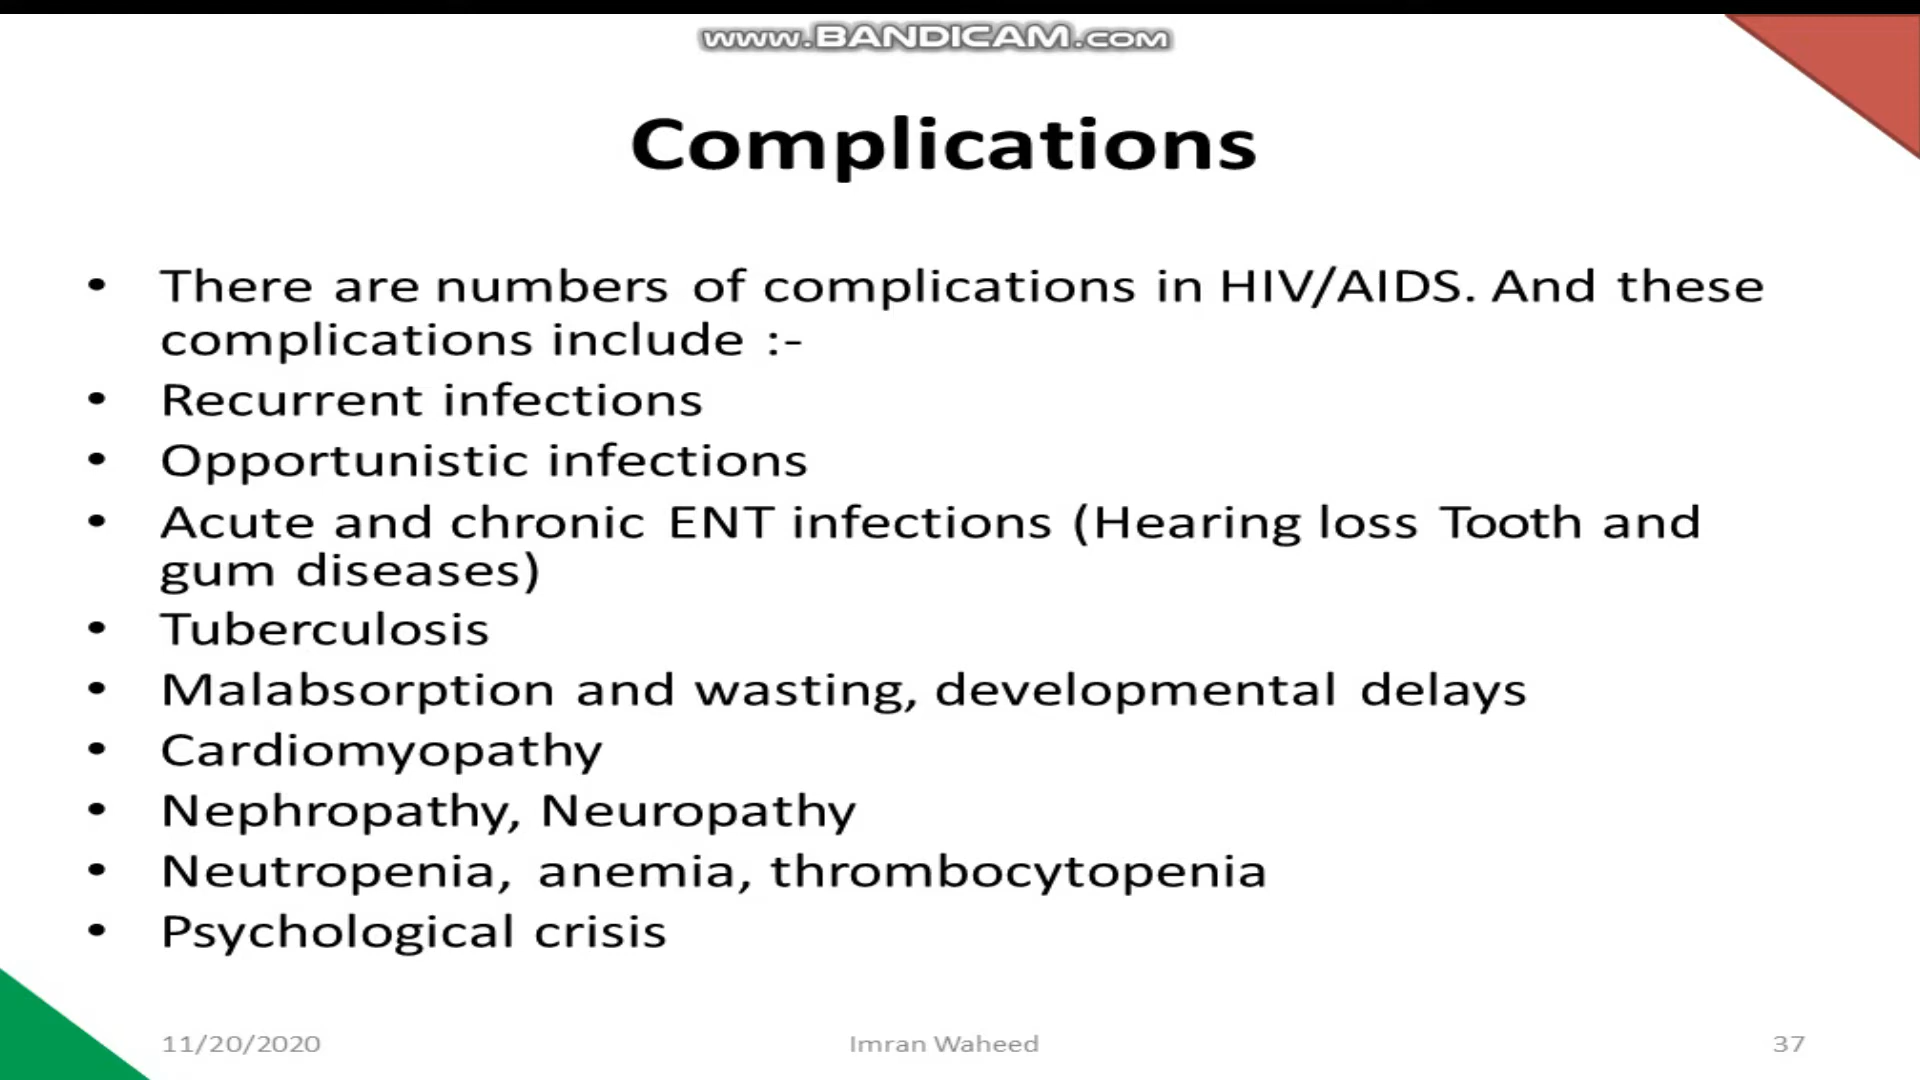 www.BANDICAM.com
Complications
• There are numbers of complications in HIV/AIDS. And these
complications include :-
• Recurrent infections
• Opportunistic infections
• Acute and chronic ENT infections (Hearing loss Tooth and
gum diseases)
• Tuberculosis
• Malabsorption and wasting, developmental delays
• Cardiomyopathy
• Nephropathy, Neuropathy
• Neutropenia, anemia, thrombocytopenia
• Psychological crisis
11/20/2020
Imran Waheed
37